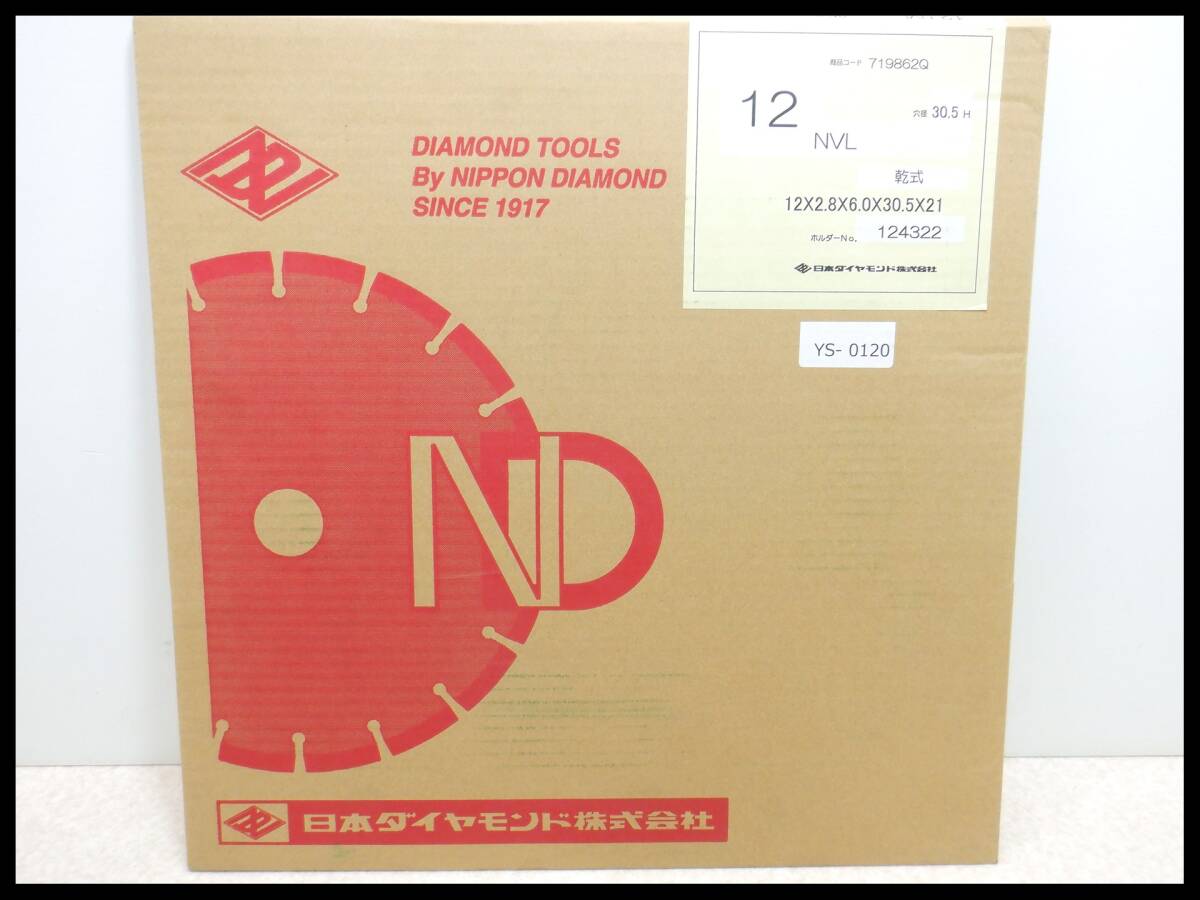 DIAMOND TOOLS
By NIPPON DIAMOND
SINCE 1917
商品コード 719862Q
12
穴径 30.5 H
NVL
乾式
12X2.8X6.0X30.5X21
ホルダーNo. 124322
日本ダイヤモンド株式会社
YS- 0120
ND
日本ダイヤモンド株式会社